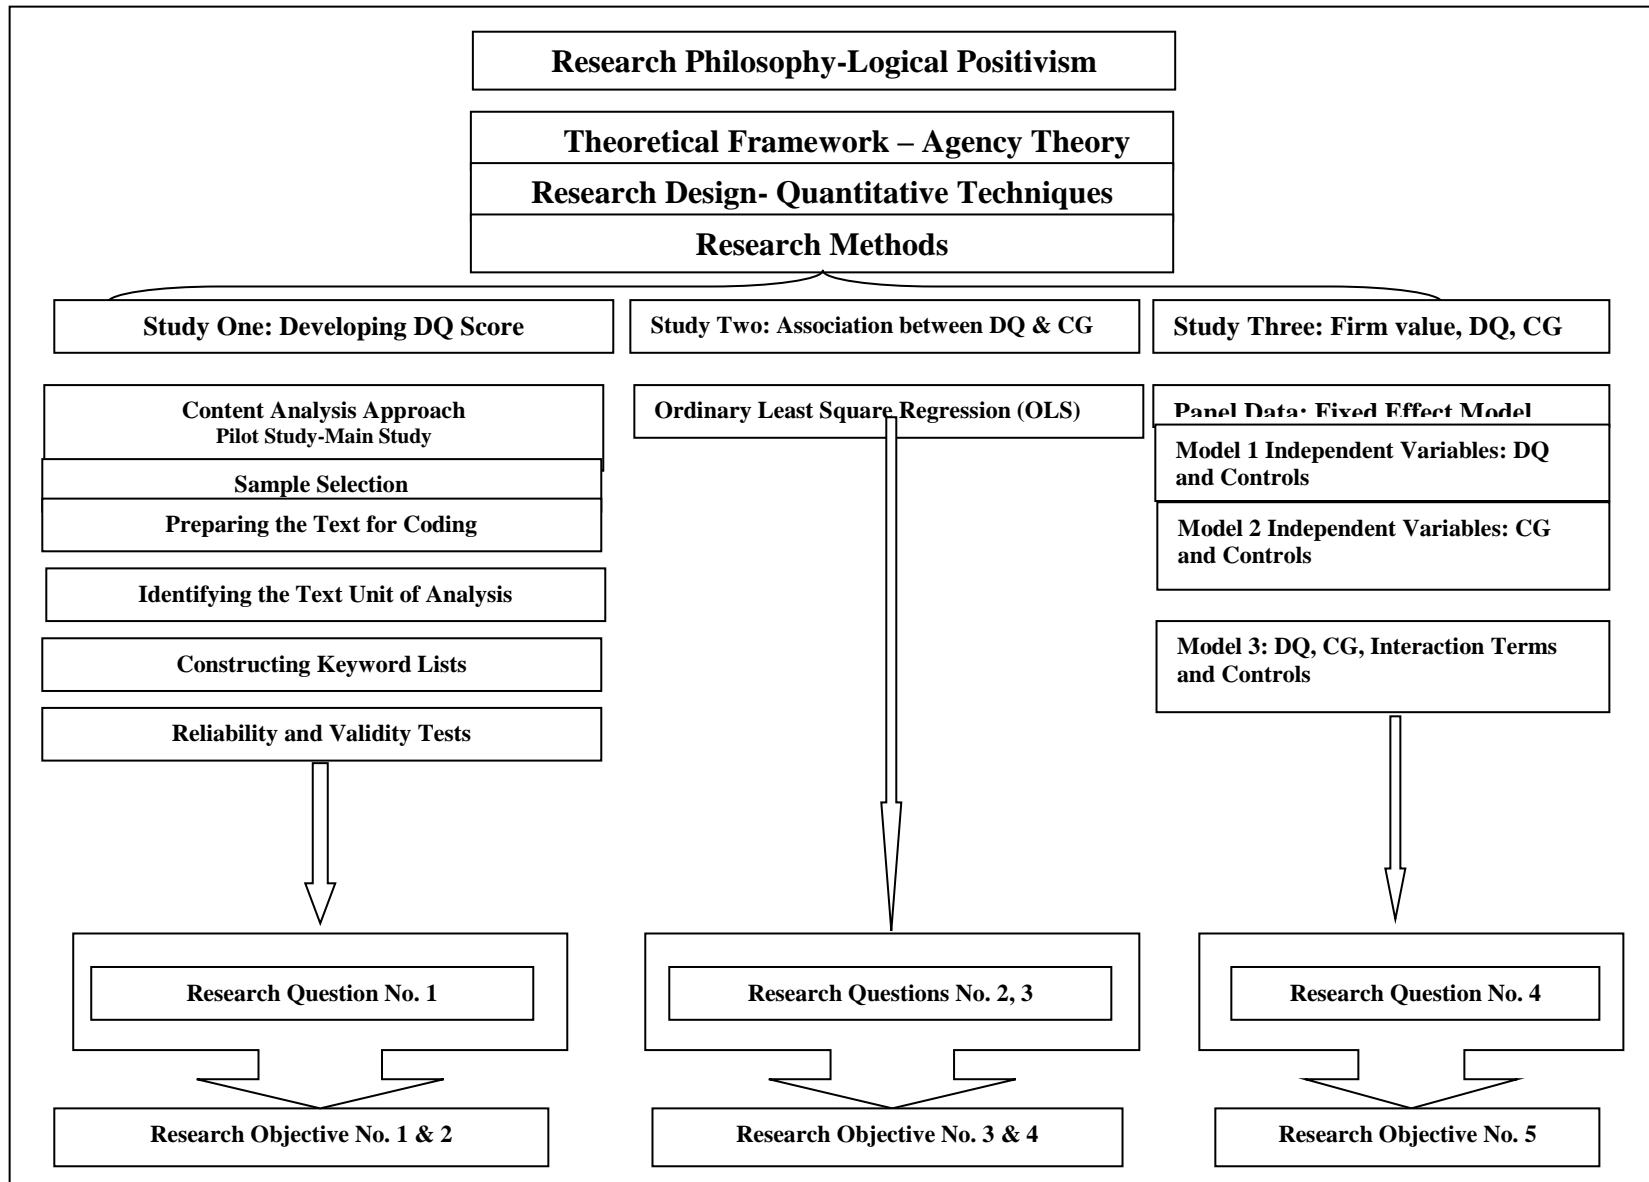 Research Philosophy-Logical Positivism
Theoretical Framework – Agency Theory
Research Design- Quantitative Techniques
Research Methods
Study One: Developing DQ Score
Content Analysis Approach
Pilot Study-Main Study
Sample Selection
Preparing the Text for Coding
Identifying the Text Unit of Analysis
Constructing Keyword Lists
Reliability and Validity Tests
Research Question No. 1
Research Objective No. 1 & 2
Study Two: Association between DQ & CG
Ordinary Least Square Regression (OLS)
Research Questions No. 2, 3
Research Objective No. 3 & 4
Study Three: Firm value, DQ, CG
Panel Data: Fixed Effect Model
Model 1 Independent Variables: DQ
and Controls
Model 2 Independent Variables: CG
and Controls
Model 3: DQ, CG, Interaction Terms
and Controls
Research Question No. 4
Research Objective No. 5